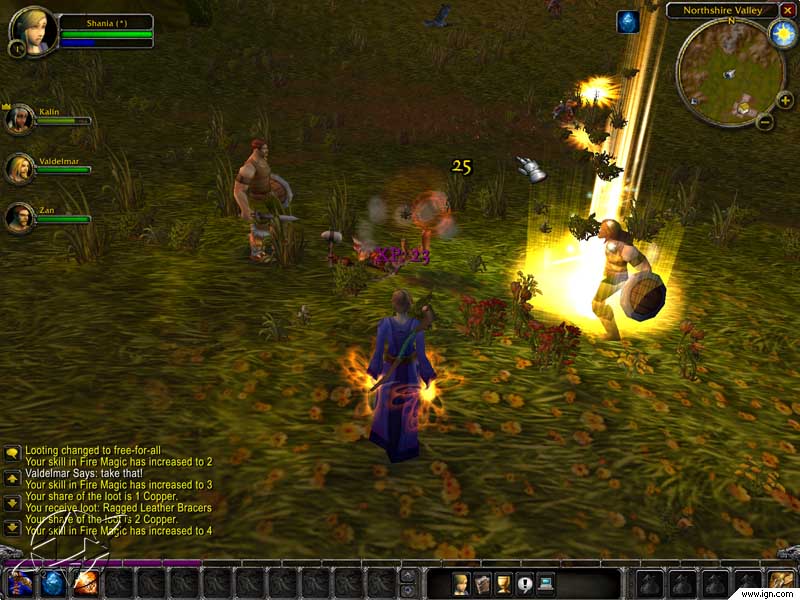 Shania (*)
Northshire Valley
N
1
Kalin
Valdelmar
Zan
25
XP: 23
Looting changed to free-for-all
Your skill in Fire Magic has increased to 2
Valdelmar Says: take that!
Your skill in Fire Magic has increased to 3
Your share of the loot is 1 Copper.
You receive loot: Ragged Leather Bracers
Your share of the loot is 2 Copper.
Your skill in Fire Magic has increased to 4
www.ign.com